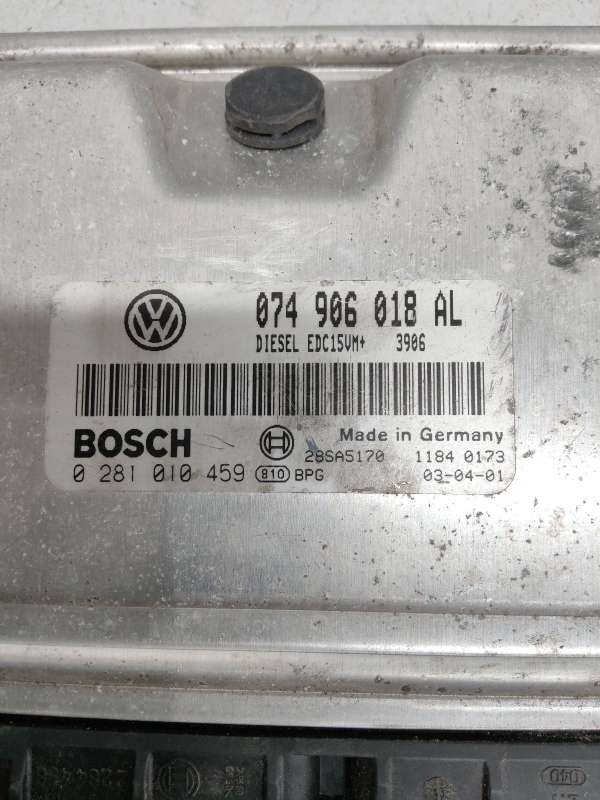 074 906 018 AL
DIESEL EDC15VM+ 3906
BOSCH
Made in Germany
28SA5170 1184 0173
0 281 010 459 810 BPG 03-04-01